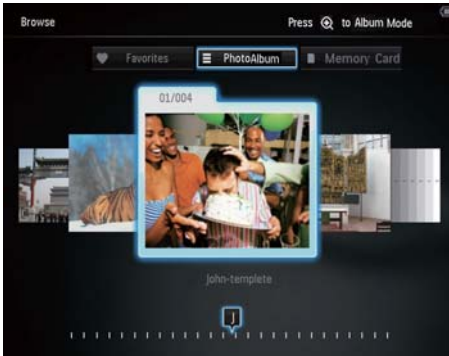 Browse
Press to Album Mode
Favorites
PhotoAlbum
Memory Card
01/004
John-templete
J